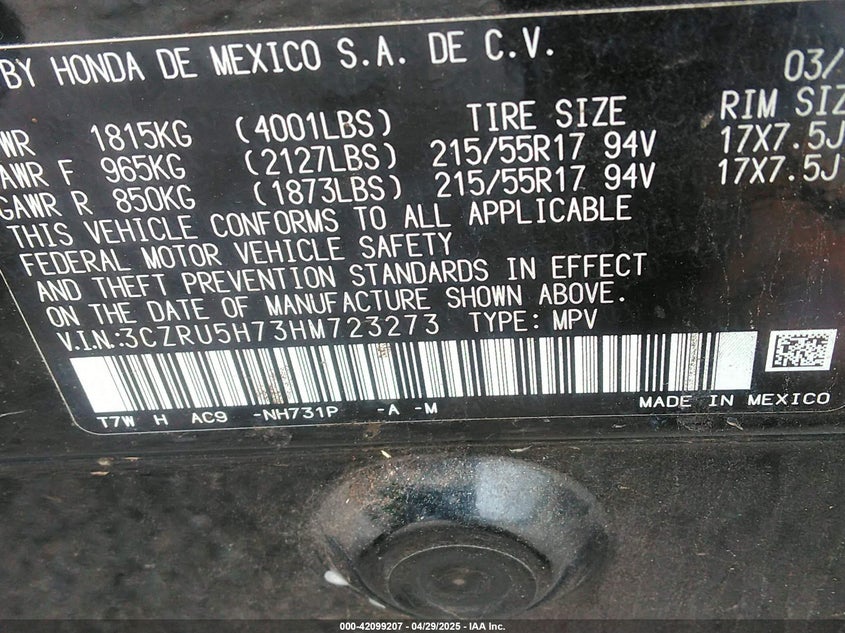 BY HONDA DE MEXICO S.A. DE C.V. 03/
WR 1815KG (4001LBS) TIRE SIZE RIM SIZ
AWR F 965KG (2127LBS) 215/55R17 94V 17X7.5J
GAWR R 850KG (1873LBS) 215/55R17 94V 17X7.5J
THIS VEHICLE CONFORMS TO ALL APPLICABLE
FEDERAL MOTOR VEHICLE SAFETY
AND THEFT PREVENTION STANDARDS IN EFFECT
ON THE DATE OF MANUFACTURE SHOWN ABOVE.
V.I.N.:3CZRU5H73HM723273 TYPE: MPV
T7W H AC9 -NH731P -A -M MADE IN MEXICO
000-42099207 - 04/29/2025 - IAA Inc.